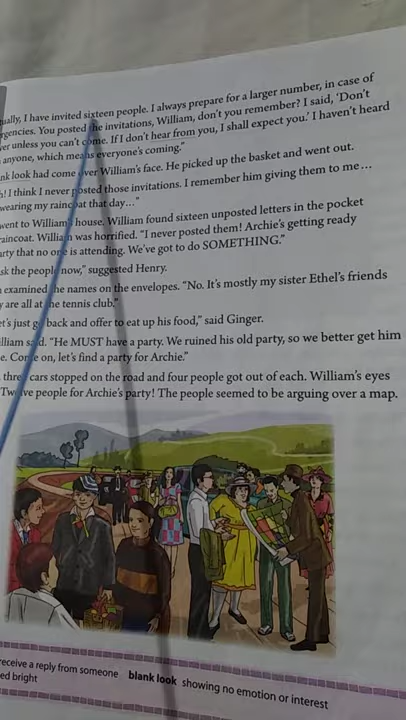 ually, I have invited sixteen people. I always prepare for a larger number, in case of
rgencies. You posted the invitations, William, don't you remember? I said, 'Don't
er unless you can't come. If I don't hear from you, I shall expect you.' I haven't heard
anyone, which means everyone's coming."
nk look had come over William's face. He picked up the basket and went out.
! I think I never posted those invitations. I remember him giving them to me…
wearing my raincoat that day…"
went to William's house. William found sixteen unposted letters in the pocket
raincoat. William was horrified. "I never posted them! Archie's getting ready
arty that no one is attending. We've got to do SOMETHING."
sk the people now," suggested Henry.
examined the names on the envelopes. "No. It's mostly my sister Ethel's friends
y are all at the tennis club."
et's just go back and offer to eat up his food," said Ginger.
lliam said. "He MUST have a party. We ruined his old party, so we better get him
e. Come on, let's find a party for Archie."
three cars stopped on the road and four people got out of each. William's eyes
Twelve people for Archie's party! The people seemed to be arguing over a map.
receive a reply from someone blank look showing no emotion or interest
ed bright